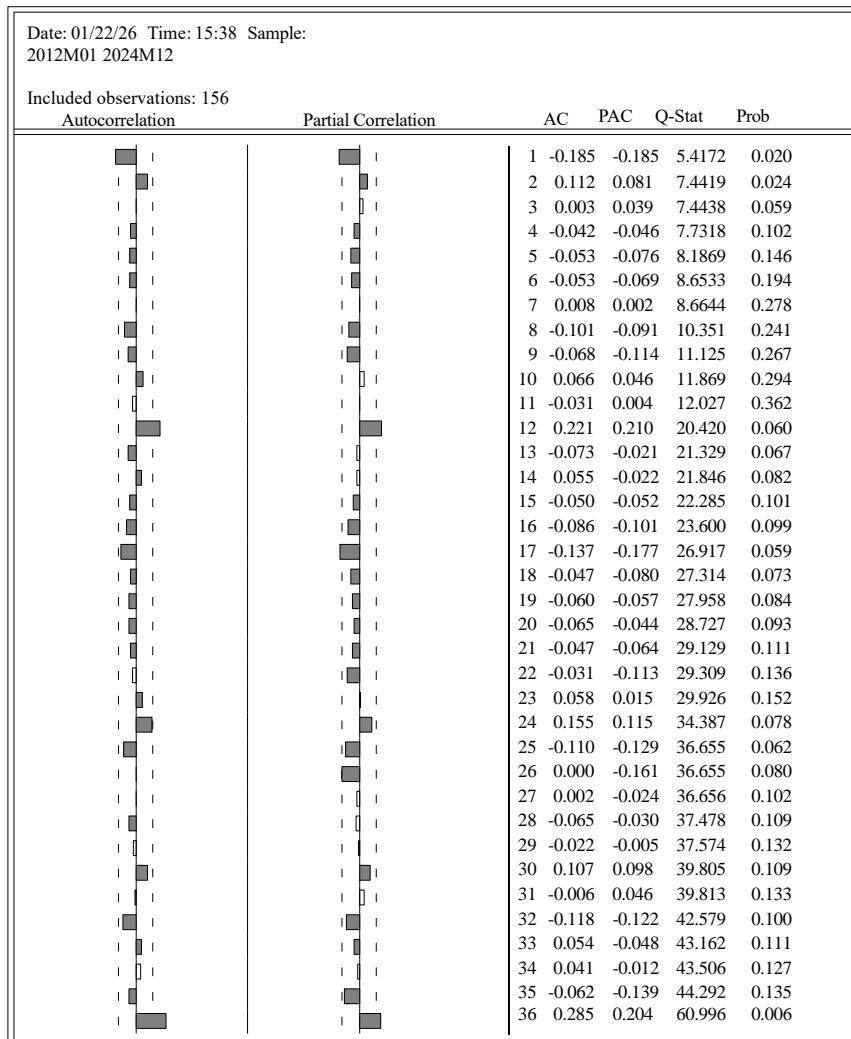 Date: 01/22/26 Time: 15:38 Sample:
2012M01 2024M12
Included observations: 156
Autocorrelation Partial Correlation AC PAC Q-Stat Prob
1 -0.185 -0.185 5.4172 0.020
2 0.112 0.081 7.4419 0.024
3 0.003 0.039 7.4438 0.059
4 -0.042 -0.046 7.7318 0.102
5 -0.053 -0.076 8.1869 0.146
6 -0.053 -0.069 8.6533 0.194
7 0.008 0.002 8.6644 0.278
8 -0.101 -0.091 10.351 0.241
9 -0.068 -0.114 11.125 0.267
10 0.066 0.046 11.869 0.294
11 -0.031 0.004 12.027 0.362
12 0.221 0.210 20.420 0.060
13 -0.073 -0.021 21.329 0.067
14 0.055 -0.022 21.846 0.082
15 -0.050 -0.052 22.285 0.101
16 -0.086 -0.101 23.600 0.099
17 -0.137 -0.177 26.917 0.059
18 -0.047 -0.080 27.314 0.073
19 -0.060 -0.057 27.958 0.084
20 -0.065 -0.044 28.727 0.093
21 -0.047 -0.064 29.129 0.111
22 -0.031 -0.113 29.309 0.136
23 0.058 0.015 29.926 0.152
24 0.155 0.115 34.387 0.078
25 -0.110 -0.129 36.655 0.062
26 0.000 -0.161 36.655 0.080
27 0.002 -0.024 36.656 0.102
28 -0.065 -0.030 37.478 0.109
29 -0.022 -0.005 37.574 0.132
30 0.107 0.098 39.805 0.109
31 -0.006 0.046 39.813 0.133
32 -0.118 -0.122 42.579 0.100
33 0.054 -0.048 43.162 0.111
34 0.041 -0.012 43.506 0.127
35 -0.062 -0.139 44.292 0.135
36 0.285 0.204 60.996 0.006